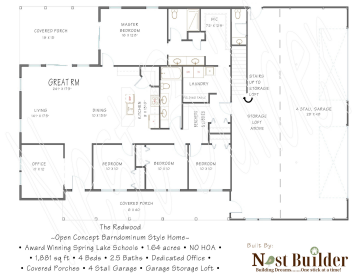 COVERED PORCH
MASTER
BEDROOM
WIC
GREAT RM
LAUNDRY
STAIRS
UP TO
STORAGE
LOFT
LIVING
DINING
KITCHEN
4 STALL GARAGE
STORAGE
LOFT
ABOVE
OFFICE
BEDROOM
BEDROOM
BEDROOM
COVERED PORCH
The Redwood
~Open Concept Barndominium Style Home~
• Award Winning Spring Lake Schools • 1.64 acres • NO HOA •
• 1,881 sq ft • 4 Beds • 2.5 Baths • Dedicated Office •
• Covered Porches • 4 Stall Garage • Garage Storage Loft •
Built By:
Nest Builder
Building Dreams...... One stick at a time!